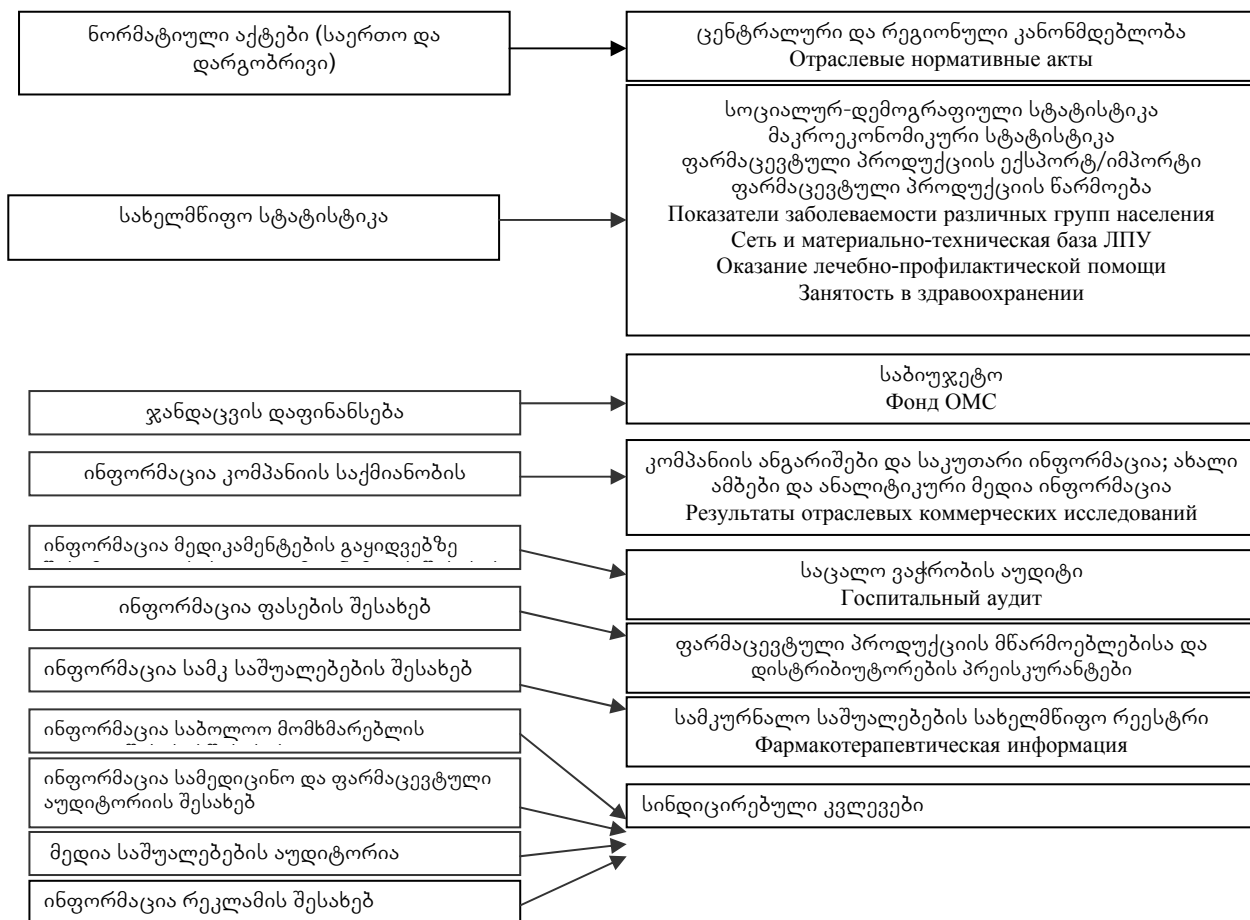 ნორმატიული აქტები (საერთო და
დარგობრივი)
ცენტრალური და რეგიონული კანონმდებლობა
Отраслевые нормативные акты
სახელმწიფო სტატისტიკა
სოციალურ-დემოგრაფიული სტატისტიკა
მაკროეკონომიკური სტატისტიკა
ფარმაცევტული პროდუქციის ექსპორტ/იმპორტი
ფარმაცევტული პროდუქციის წარმოება
Показатели заболеваемости различных групп населения
Сеть и материально-техническая база ЛПУ
Оказание лечебно-профилактической помощи
Занятость в здравоохранении
ჯანდაცვის დაფინანსება
საბიუჯეტო
Фонд ОМС
ინფორმაცია კომპანიის საქმიანობის
კომპანიის ანგარიშები და საკუთარი ინფორმაცია; ახალი
ამბები და ანალიტიკური მედია ინფორმაცია
Результаты отраслевых коммерческих исследований
ინფორმაცია მედიკამენტების გაყიდვებზე
საცალო ვაჭრობის აუდიტი
Госпитальный аудит
ინფორმაცია ფასების შესახებ
ფარმაცევტული პროდუქციის მწარმოებლებისა და
დისტრიბიუტორების პრეისკურანტები
ინფორმაცია სამკ საშუალებების შესახებ
სამკურნალო საშუალებების სახელმწიფო რეესტრი
Фармакотерапевтическая информация
ინფორმაცია საბოლოო მომხმარებლის
ინფორმაცია სამედიცინო და ფარმაცევტული
აუდიტორიის შესახებ
მედია საშუალებების აუდიტორია
ინფორმაცია რეკლამის შესახებ
სინდიცირებული კვლევები